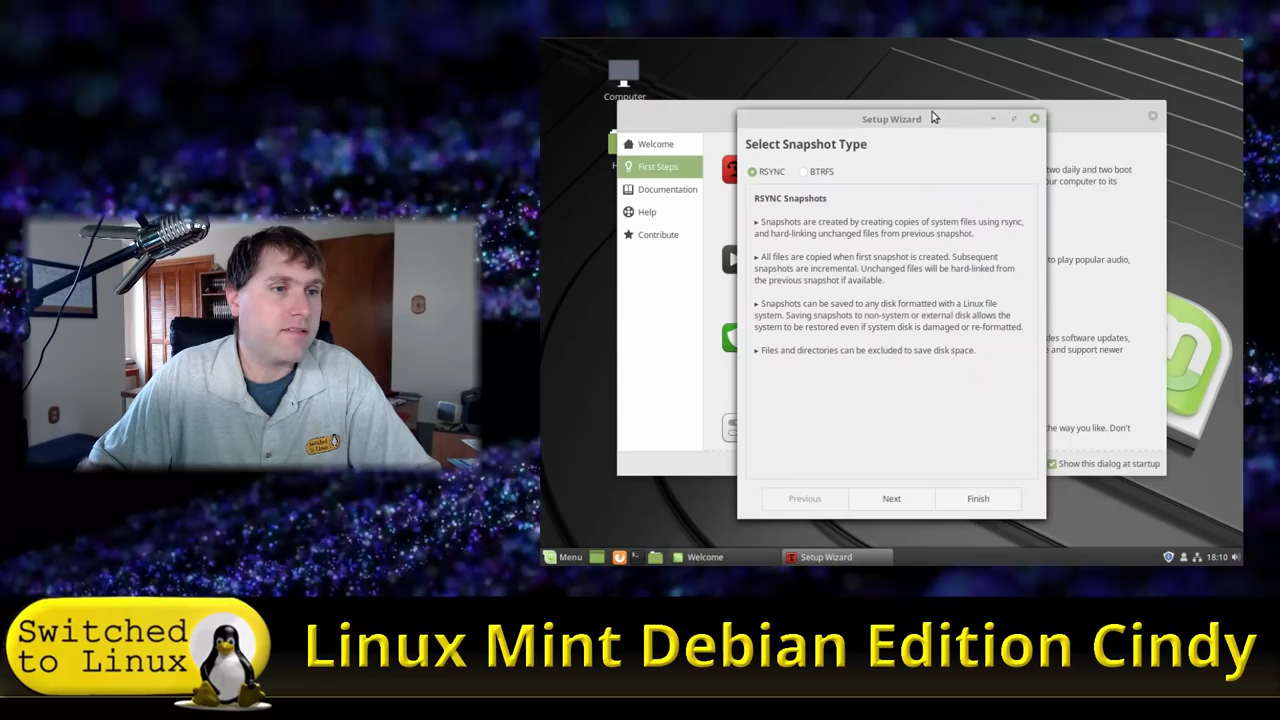 Computer
H
Setup Wizard
Welcome
First Steps
Documentation
Help
Contribute
Select Snapshot Type
RSYNC
BTRFS
RSYNC Snapshots
▸ Snapshots are created by creating copies of system files using rsync,
and hard-linking unchanged files from previous snapshot.
▸ All files are copied when first snapshot is created. Subsequent
snapshots are incremental. Unchanged files will be hard-linked from
the previous snapshot if available.
▸ Snapshots can be saved to any disk formatted with a Linux file
system. Saving snapshots to non-system or external disk allows the
system to be restored even if system disk is damaged or re-formatted.
▸ Files and directories can be excluded to save disk space.
Previous
Next
Finish
two daily and two boot
our computer to its
to play popular audio,
des software updates,
and support newer
the way you like. Don't
Show this dialog at startup
Menu
Welcome
Setup Wizard
18:10
Switched
to Linux
Switched
to Linux
Linux Mint Debian Edition Cindy